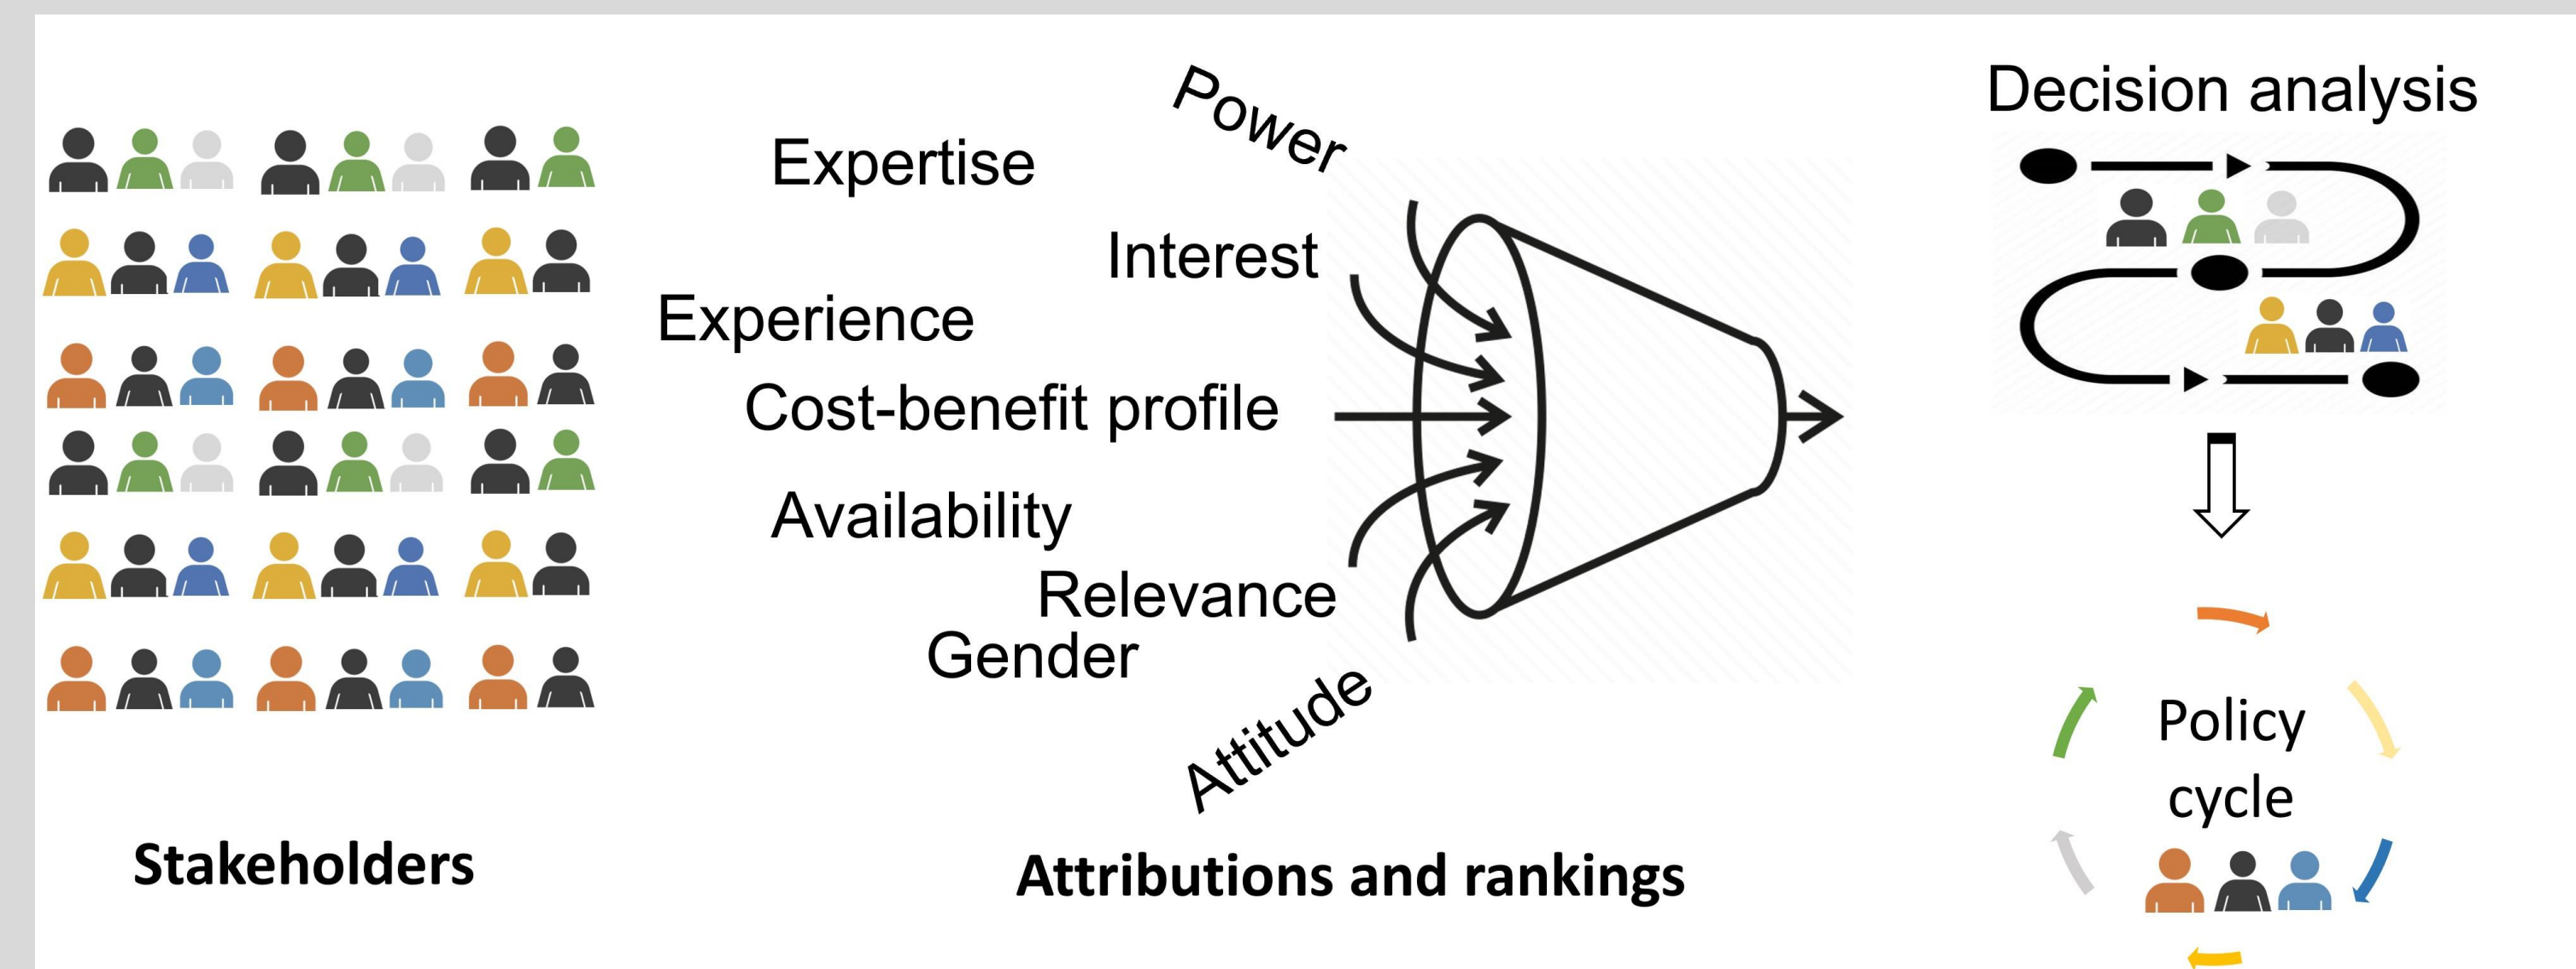 Power
Expertise
Interest
Experience
Cost-benefit profile
Availability
Relevance
Gender
Attitude
Stakeholders
Attributions and rankings
Decision analysis
Policy
cycle